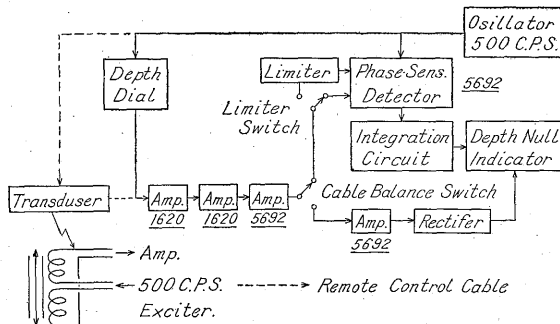 Osillator
500 C.P.S.
Depth
Dial
Limiter
Phase-Sens.
Detector
5692
Limiter
Switch
Integration
Circuit
Depth Null
Indicator
Transduser
Amp.
1620
Amp.
1620
Amp.
5692
Cable Balance Switch
Amp.
5692
Rectifer
Amp.
500 C.P.S.
Exciter.
Remote Control Cable